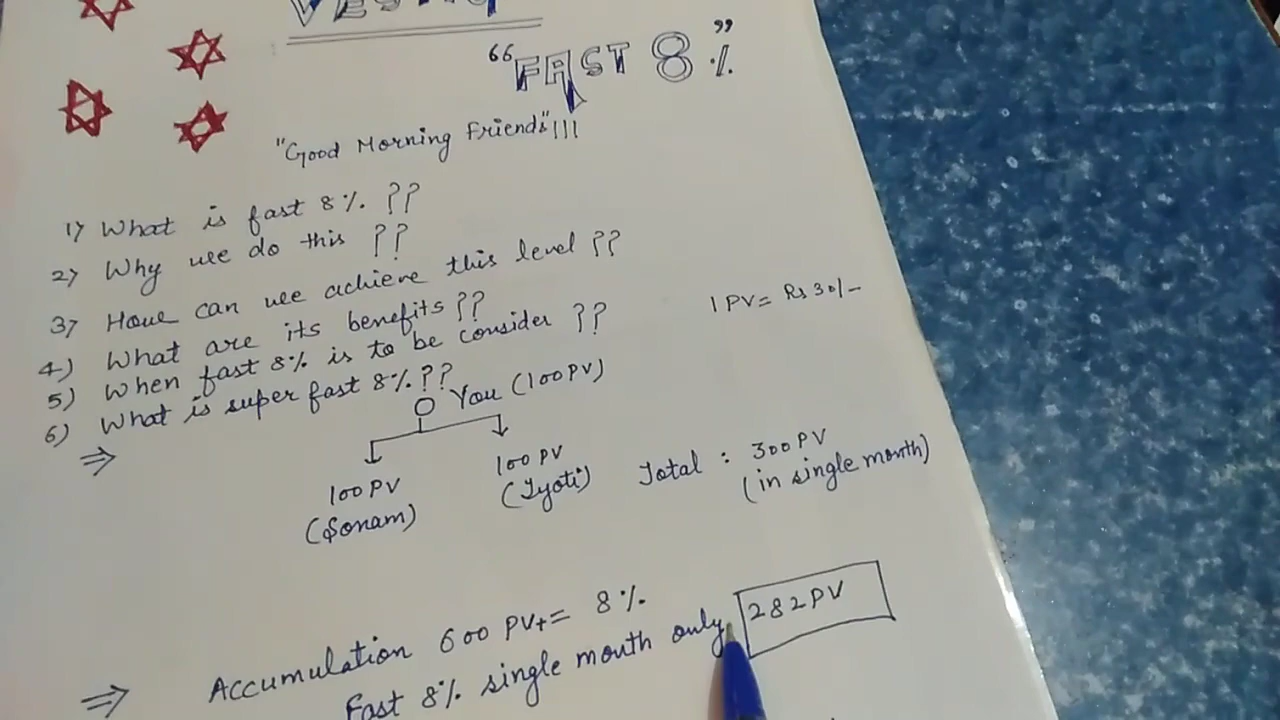 “FAST 8%”
"Good Morning Friends"!!!
1) What is fast 8%. ??
2) Why we do this ??
3) How can we achieve this level ??
4) What are its benefits ??
5) When fast 8% is to be consider ??
6) What is super fast 8% ??
1 PV = Rs 30/-
You (100 PV)
⇒
100 PV
(Sonam)
100 PV
(Jyoti)
Total : 300 PV
(in single month)
⇒ Accumulation 600 PV+ = 8%
Fast 8% single month only 282 PV